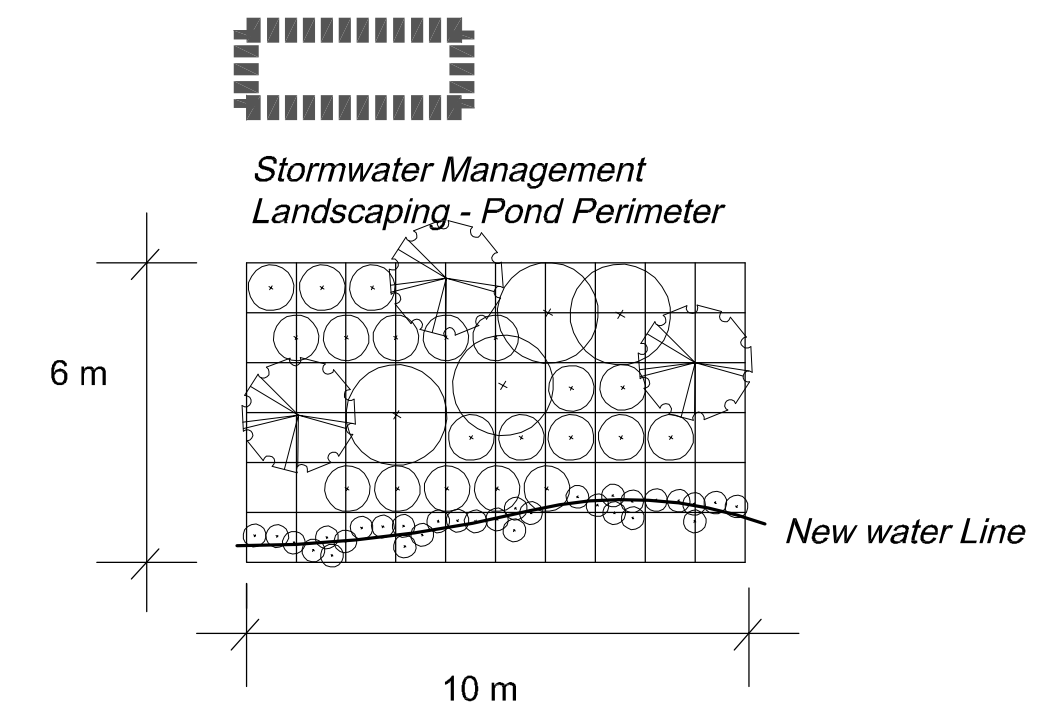 Stormwater Management
Landscaping - Pond Perimeter
6 m
New water Line
10 m